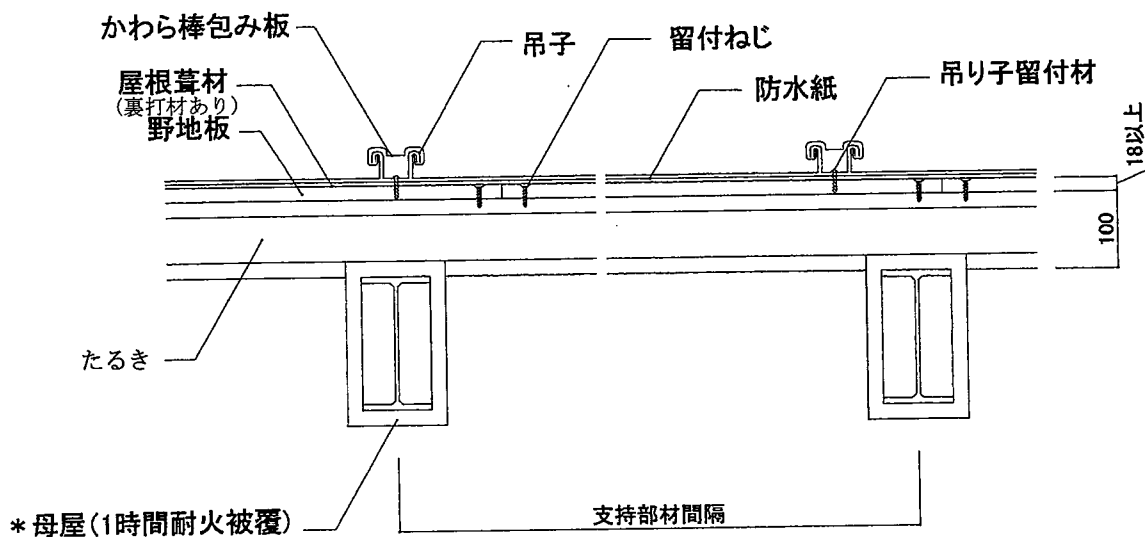 かわら棒包み板
吊子
留付ねじ
屋根葺材
(裏打材あり)
野地板
防水紙
吊り子留付材
18以上
100
たるき
*母屋(1時間耐火被覆)
支持部材間隔